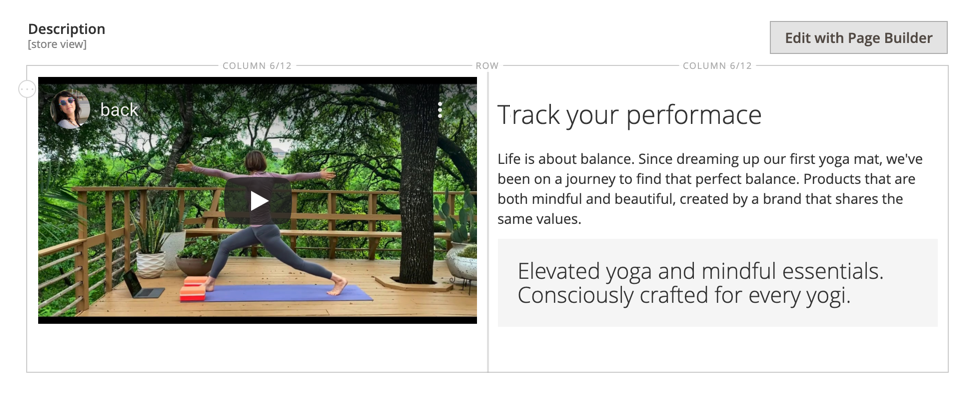 Description
[store view]
Edit with Page Builder
COLUMN 6/12
ROW
COLUMN 6/12
back
Track your performace
Life is about balance. Since dreaming up our first yoga mat, we've
been on a journey to find that perfect balance. Products that are
both mindful and beautiful, created by a brand that shares the
same values.
Elevated yoga and mindful essentials.
Consciously crafted for every yogi.